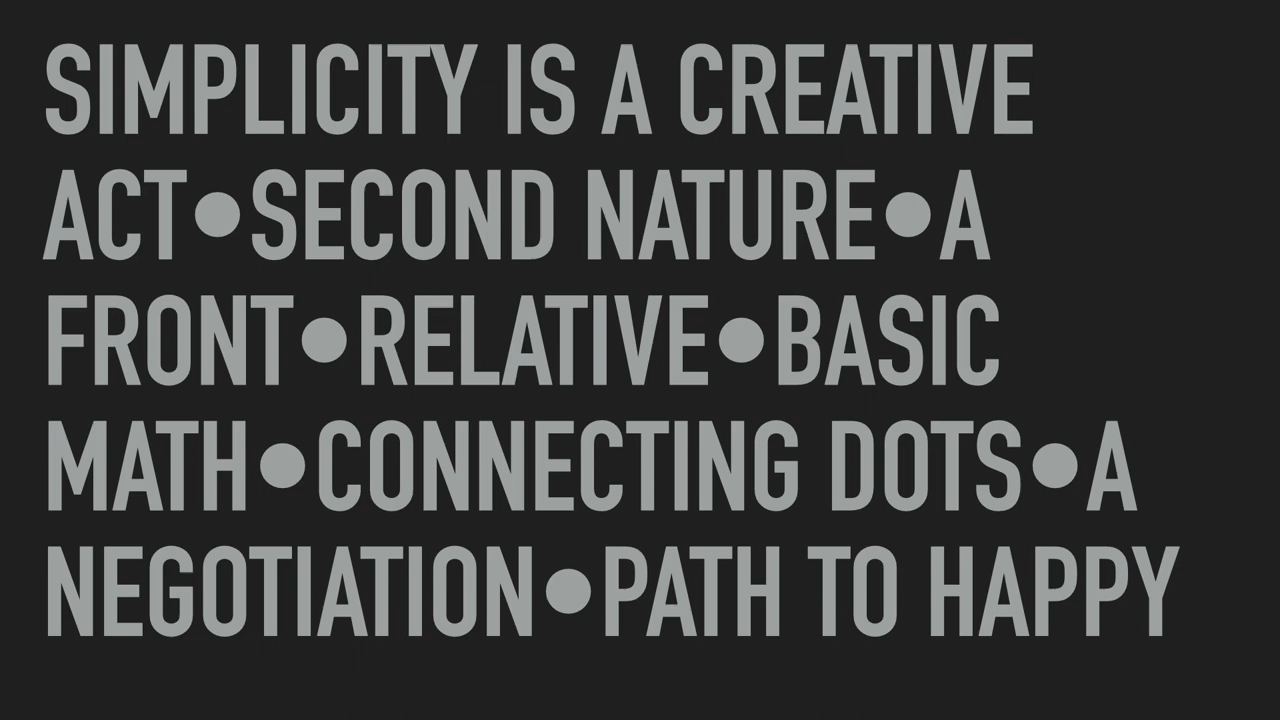 SIMPLICITY IS A CREATIVE
ACT●SECOND NATURE●A
FRONT●RELATIVE●BASIC
MATH●CONNECTING DOTS●A
NEGOTIATION●PATH TO HAPPY